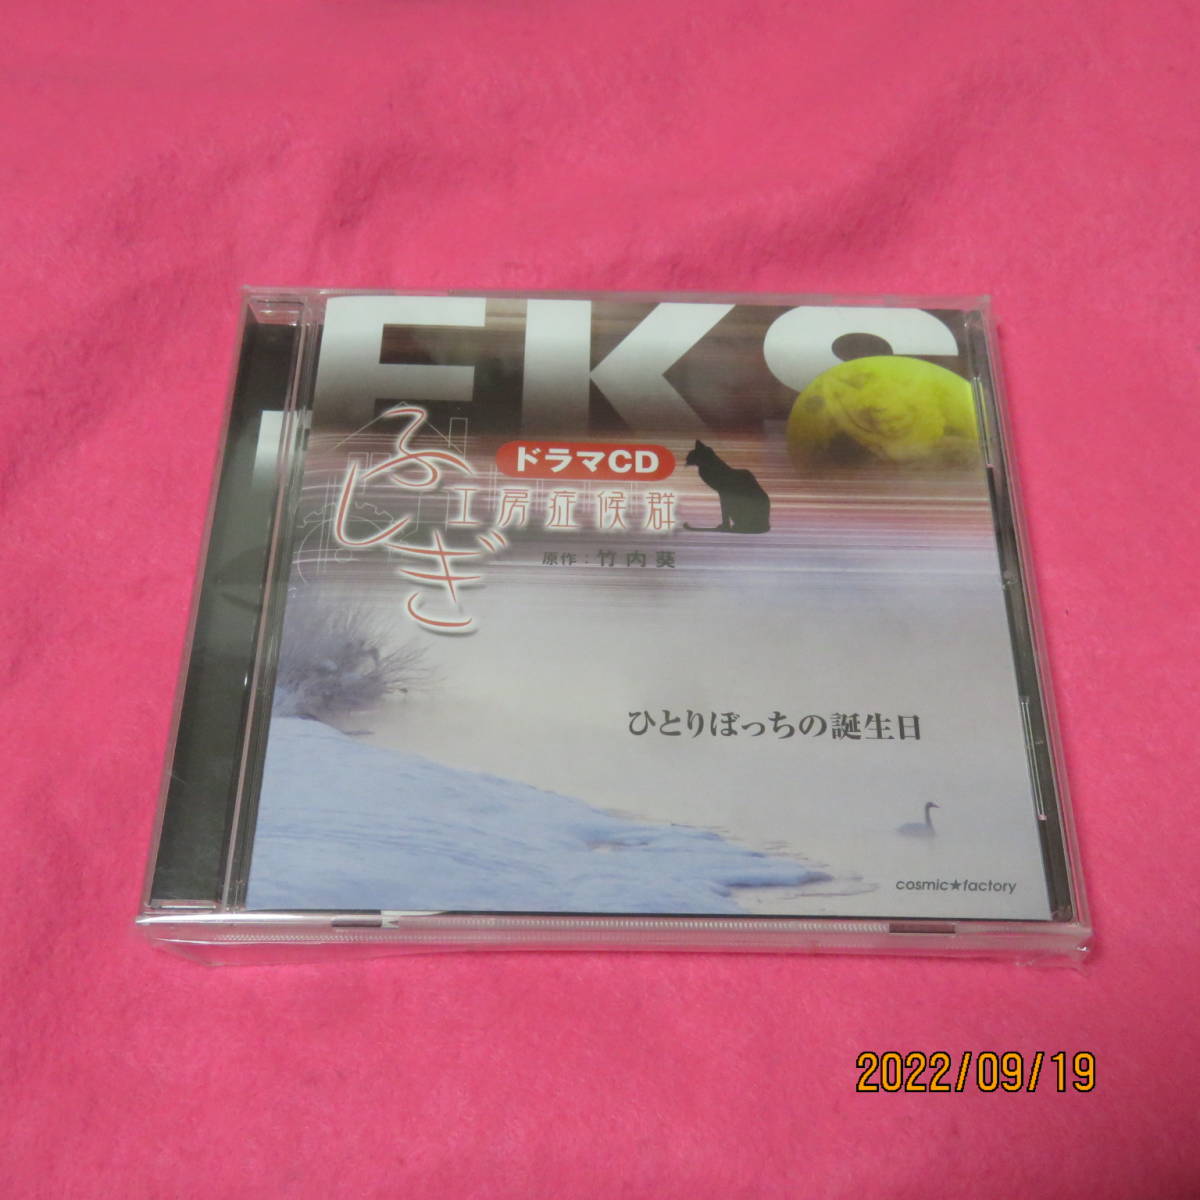 FKS
ドラマCD
ふしぎ
工房症候群
原作：竹内葵
ひとりぼっちの誕生日
cosmic★factory
2022/09/19